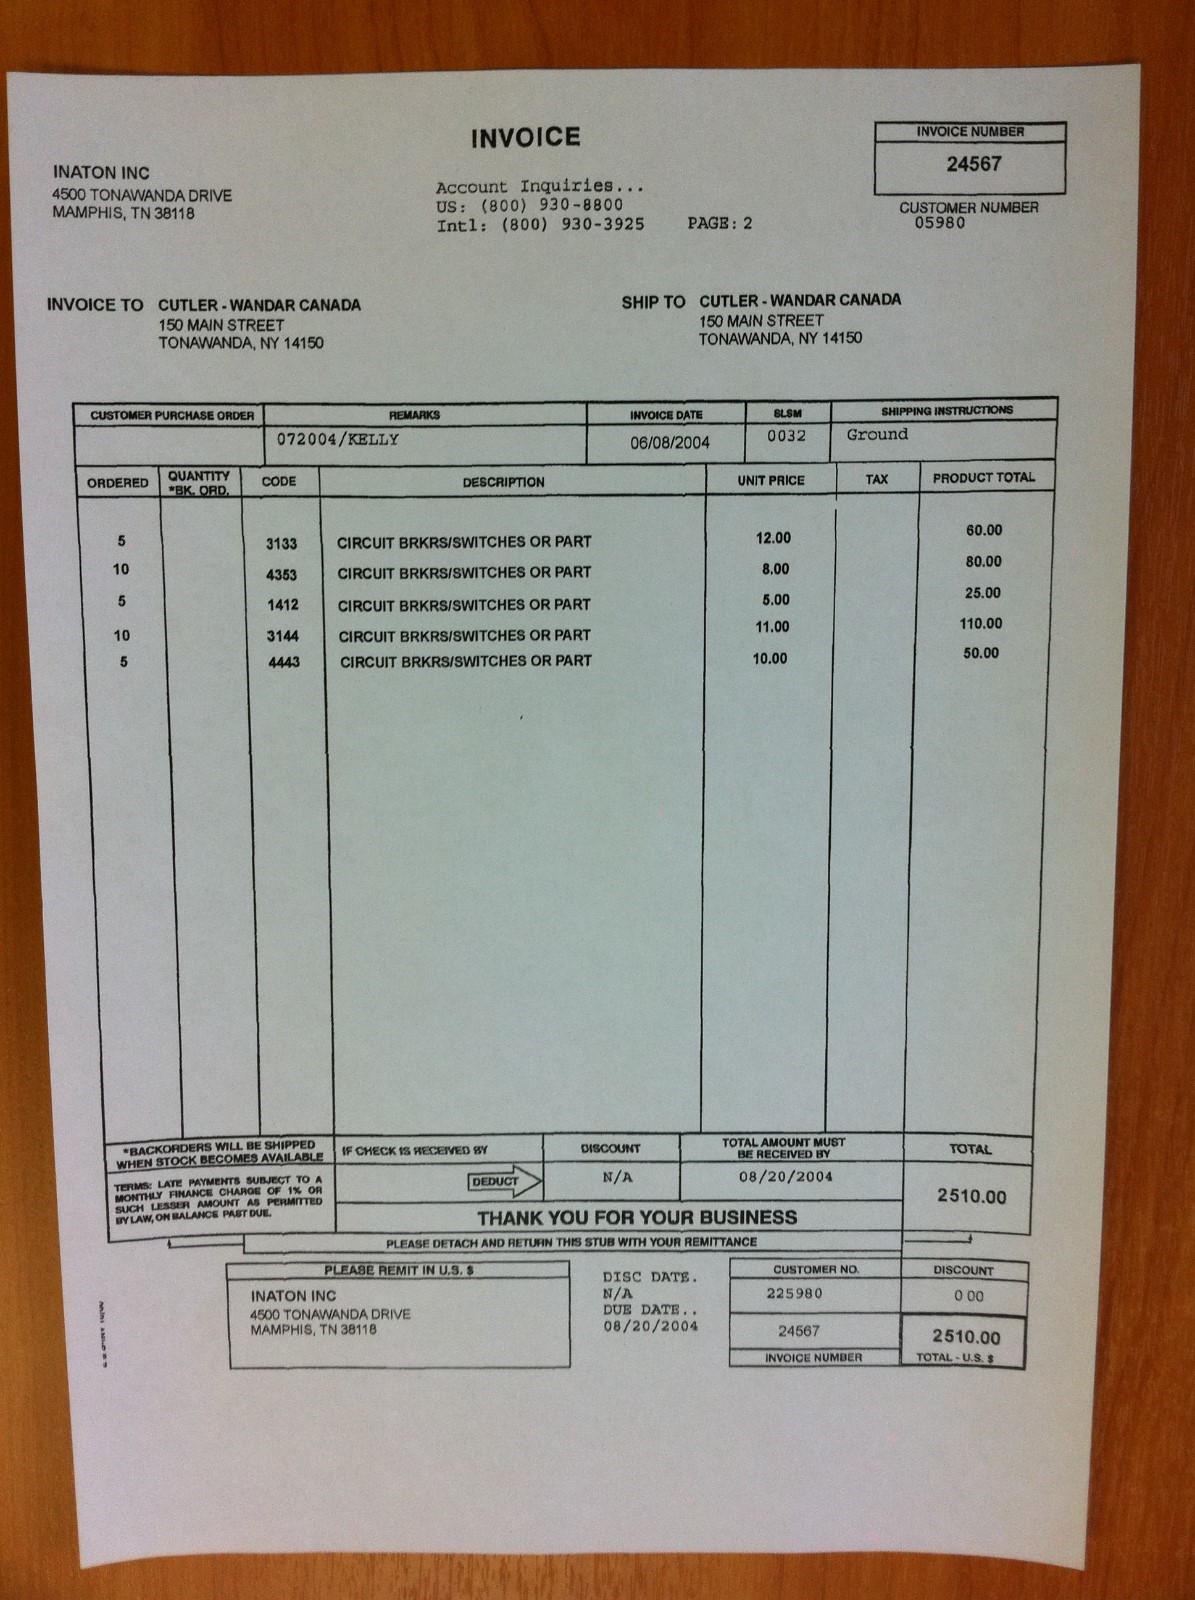 INVOICE
INVOICE NUMBER
24567
CUSTOMER NUMBER
05980
INATON INC
4500 TONAWANDA DRIVE
MAMPHIS, TN 38118
Account Inquiries...
US: (800) 930-8800
Intl: (800) 930-3925 PAGE: 2
INVOICE TO CUTLER - WANDAR CANADA
150 MAIN STREET
TONAWANDA, NY 14150
SHIP TO CUTLER - WANDAR CANADA
150 MAIN STREET
TONAWANDA, NY 14150
CUSTOMER PURCHASE ORDER REMARKS INVOICE DATE SLSM SHIPPING INSTRUCTIONS
072004/KELLY 06/08/2004 0032 Ground
ORDERED QUANTITY *BK. ORD. CODE DESCRIPTION UNIT PRICE TAX PRODUCT TOTAL
5 3133 CIRCUIT BRKRS/SWITCHES OR PART 12.00 60.00
10 4353 CIRCUIT BRKRS/SWITCHES OR PART 8.00 80.00
5 1412 CIRCUIT BRKRS/SWITCHES OR PART 5.00 25.00
10 3144 CIRCUIT BRKRS/SWITCHES OR PART 11.00 110.00
5 4443 CIRCUIT BRKRS/SWITCHES OR PART 10.00 50.00
*BACKORDERS WILL BE SHIPPED
WHEN STOCK BECOMES AVAILABLE
TERMS: LATE PAYMENTS SUBJECT TO A
MONTHLY FINANCE CHARGE OF 1% OR
SUCH LESSER AMOUNT AS PERMITTED
BY LAW, ON BALANCE PAST DUE.
IF CHECK IS RECEIVED BY
DEDUCT
DISCOUNT
N/A
TOTAL AMOUNT MUST
BE RECEIVED BY
08/20/2004
TOTAL
2510.00
THANK YOU FOR YOUR BUSINESS
PLEASE DETACH AND RETURN THIS STUB WITH YOUR REMITTANCE
PLEASE REMIT IN U.S. $
INATON INC
4500 TONAWANDA DRIVE
MAMPHIS, TN 38118
DISC DATE.
N/A
DUE DATE..
08/20/2004
CUSTOMER NO.
225980
24567
INVOICE NUMBER
DISCOUNT
0 00
2510.00
TOTAL - U.S. $